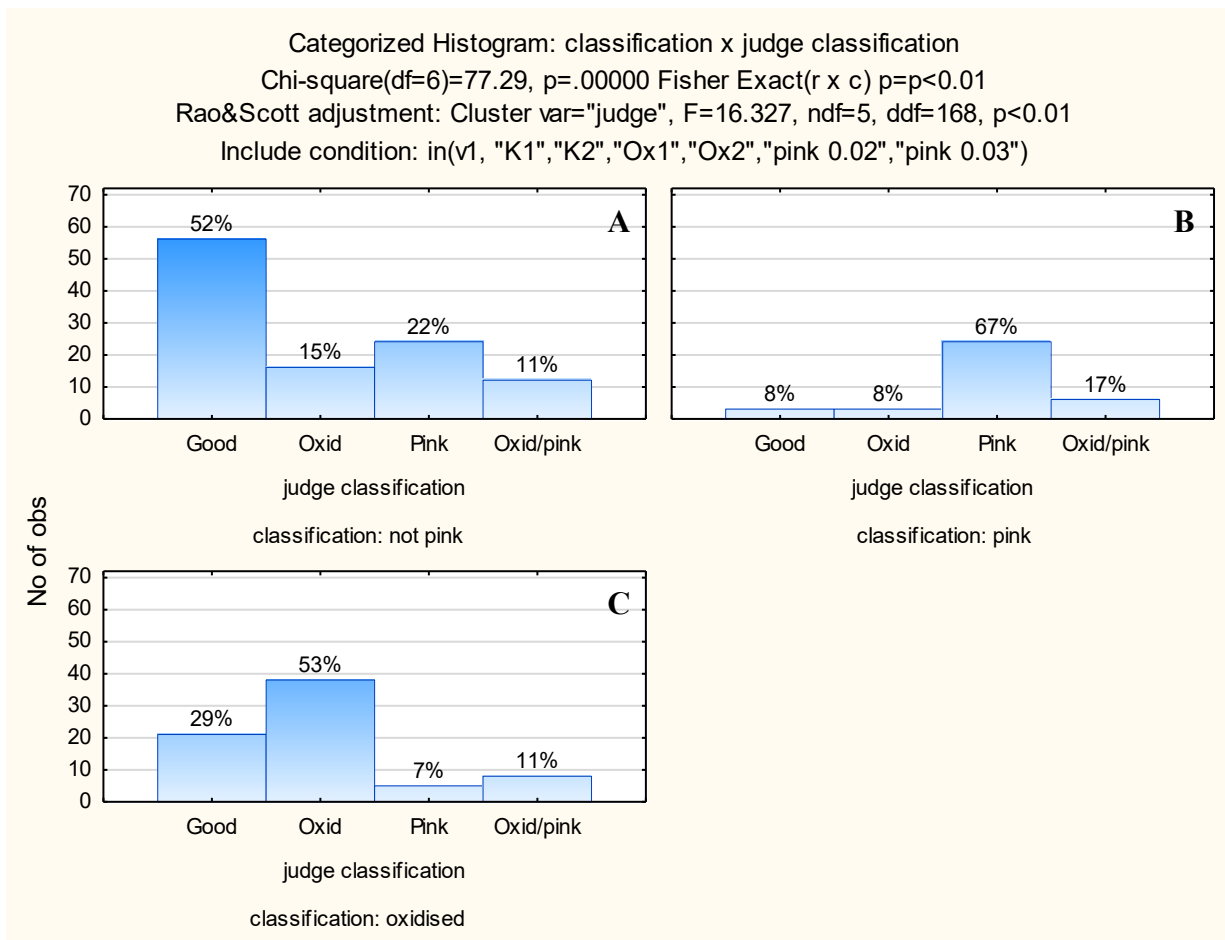 Categorized Histogram: classification x judge classification
Chi-square(df=6)=77.29, p=.00000 Fisher Exact(r x c) p=p<0.01
Rao&Scott adjustment: Cluster var="judge", F=16.327, ndf=5, ddf=168, p<0.01
Include condition: in(v1, "K1","K2","Ox1","Ox2","pink 0.02","pink 0.03")
No of obs
A
70
60
50
40
30
20
10
0
52%
15%
22%
11%
Good Oxid Pink Oxid/pink
judge classification
classification: not pink
B
8%
8%
67%
17%
Good Oxid Pink Oxid/pink
judge classification
classification: pink
C
70
60
50
40
30
20
10
0
29%
53%
7%
11%
Good Oxid Pink Oxid/pink
judge classification
classification: oxidised